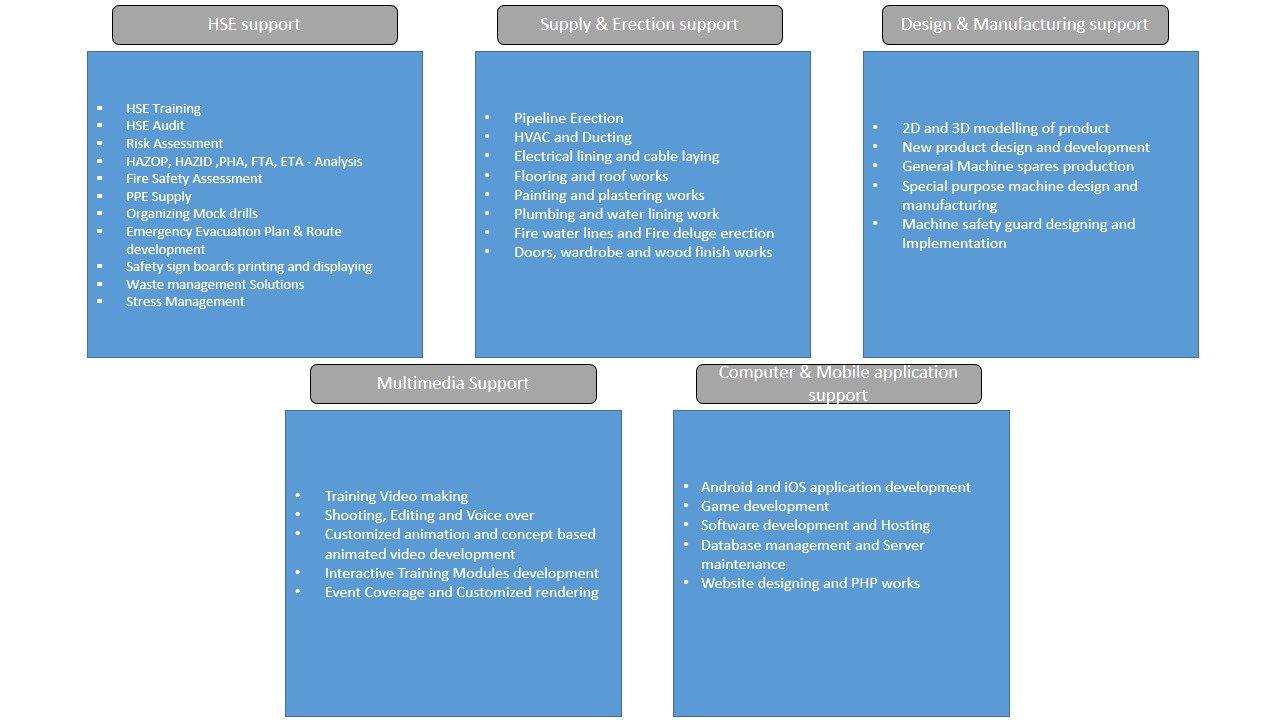 HSE support
▪ HSE Training
▪ HSE Audit
▪ Risk Assessment
▪ HAZOP, HAZID ,PHA, FTA, ETA - Analysis
▪ Fire Safety Assessment
▪ PPE Supply
▪ Organizing Mock drills
▪ Emergency Evacuation Plan & Route
development
▪ Safety sign boards printing and displaying
▪ Waste management Solutions
▪ Stress Management
Supply & Erection support
• Pipeline Erection
• HVAC and Ducting
• Electrical lining and cable laying
• Flooring and roof works
• Painting and plastering works
• Plumbing and water lining work
• Fire water lines and Fire deluge erection
• Doors, wardrobe and wood finish works
Design & Manufacturing support
• 2D and 3D modelling of product
• New product design and development
• General Machine spares production
• Special purpose machine design and
manufacturing
• Machine safety guard designing and
Implementation
Multimedia Support
• Training Video making
• Shooting, Editing and Voice over
• Customized animation and concept based
animated video development
• Interactive Training Modules development
• Event Coverage and Customized rendering
Computer & Mobile application
support
• Android and iOS application development
• Game development
• Software development and Hosting
• Database management and Server
maintenance
• Website designing and PHP works